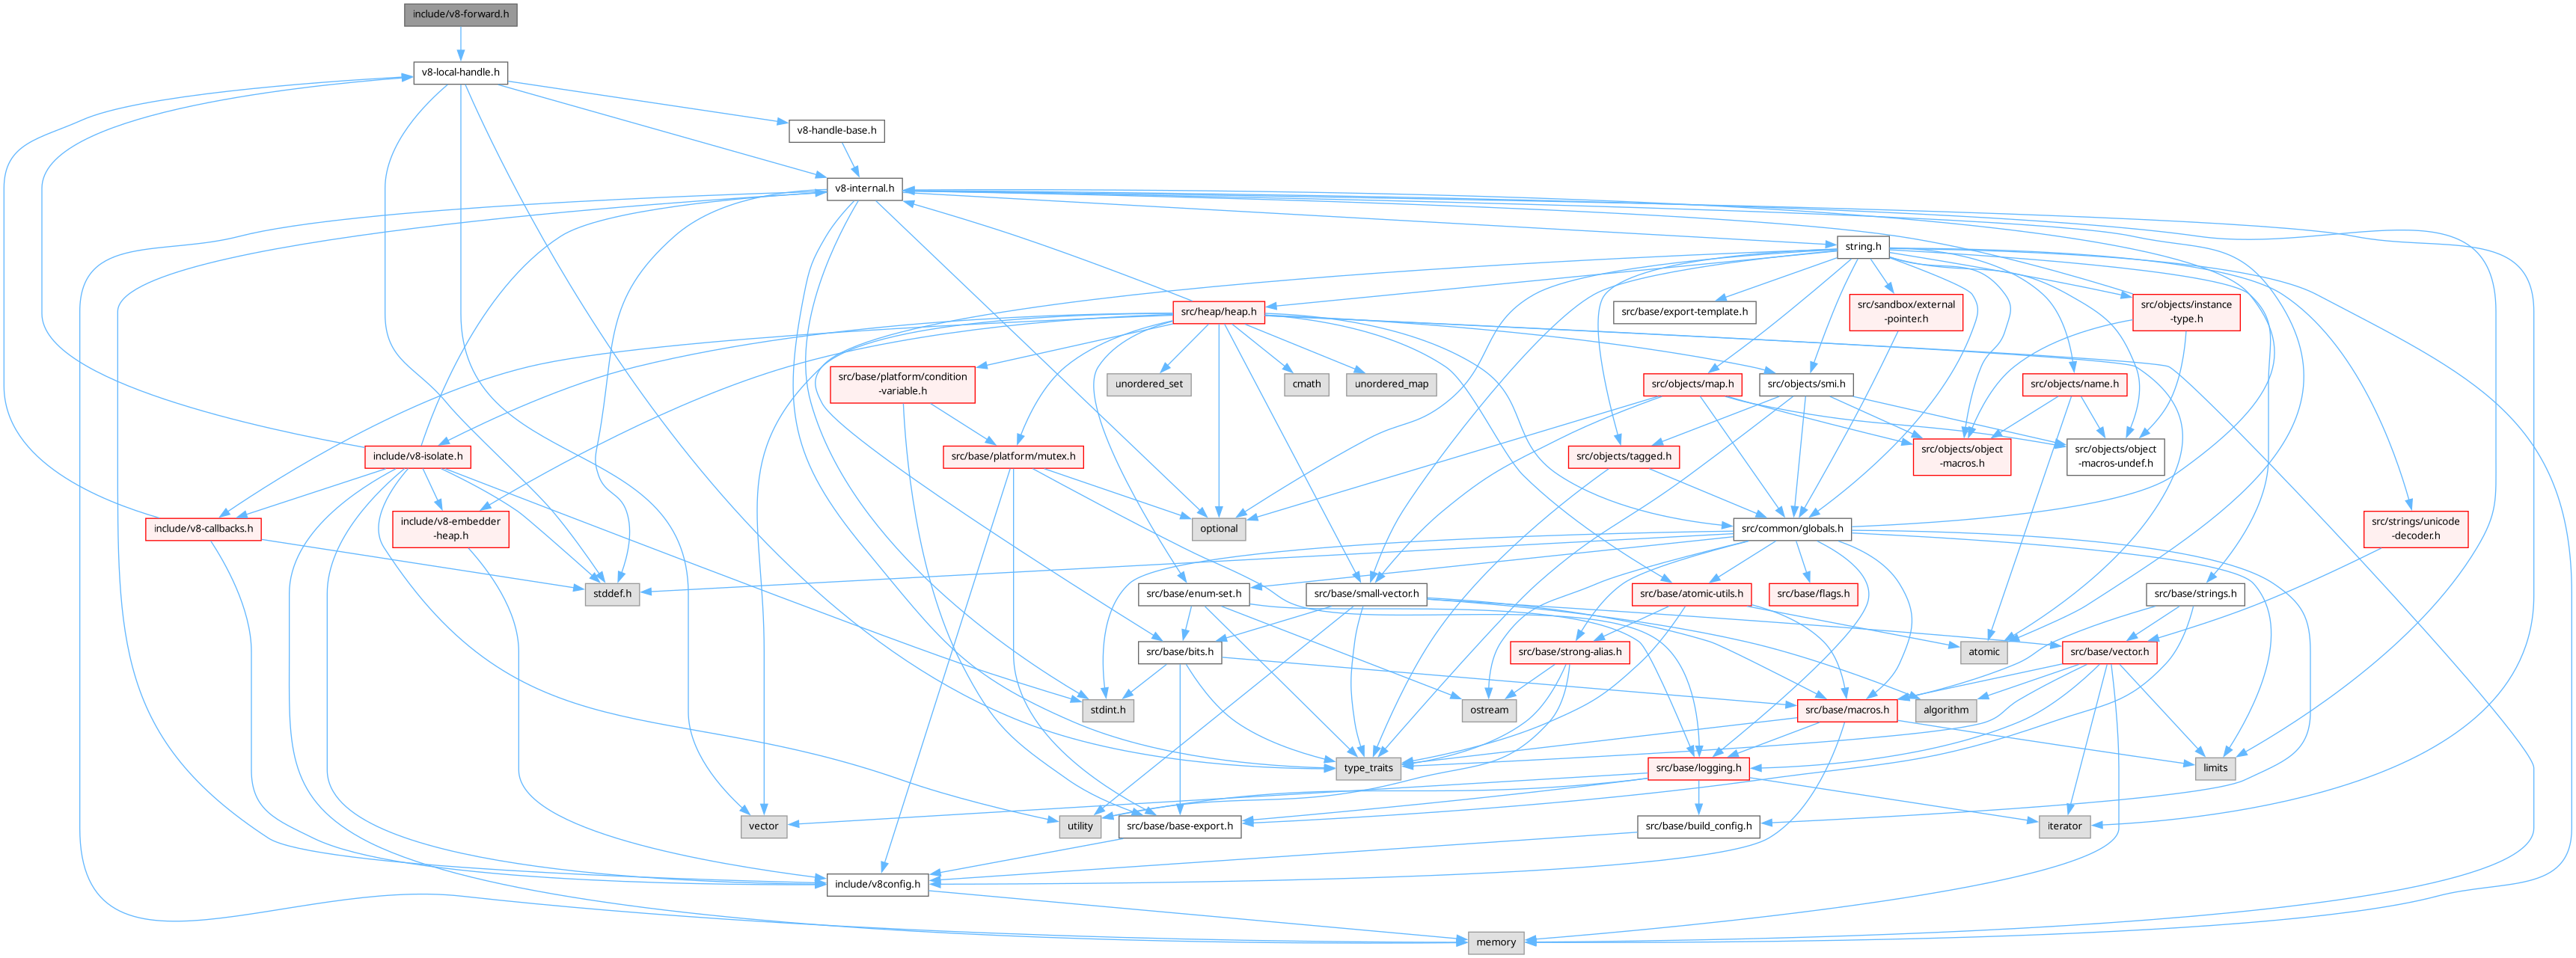 include/v8-forward.h
v8-local-handle.h
v8-handle-base.h
v8-internal.h
string.h
src/heap/heap.h
src/base/export-template.h
src/sandbox/external
-pointer.h
src/objects/instance
-type.h
src/base/platform/condition
-variable.h
unordered_set
cmath
unordered_map
src/objects/map.h
src/objects/smi.h
src/objects/name.h
include/v8-isolate.h
src/base/platform/mutex.h
src/objects/tagged.h
src/objects/object
-macros.h
src/objects/object
-macros-undef.h
include/v8-callbacks.h
include/v8-embedder
-heap.h
optional
src/common/globals.h
src/strings/unicode
-decoder.h
stddef.h
src/base/enum-set.h
src/base/small-vector.h
src/base/atomic-utils.h
src/base/flags.h
src/base/strings.h
src/base/bits.h
src/base/strong-alias.h
atomic
src/base/vector.h
stdint.h
ostream
src/base/macros.h
algorithm
type_traits
src/base/logging.h
limits
vector
utility
src/base/base-export.h
src/base/build_config.h
iterator
include/v8config.h
memory